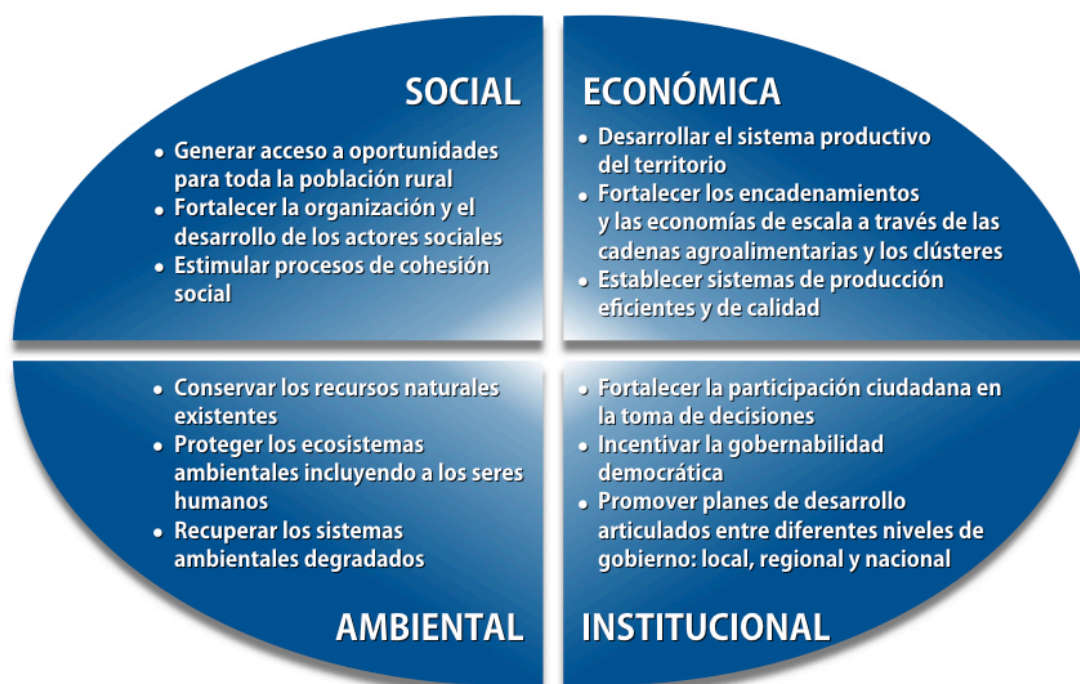 SOCIAL
• Generar acceso a oportunidades
para toda la población rural
• Fortalecer la organización y el
desarrollo de los actores sociales
• Estimular procesos de cohesión
social
ECONÓMICA
• Desarrollar el sistema productivo
del territorio
• Fortalecer los encadenamientos
y las economías de escala a través de las
cadenas agroalimentarias y los clústeres
• Establecer sistemas de producción
eficientes y de calidad
• Conservar los recursos naturales
existentes
• Proteger los ecosistemas
ambientales incluyendo a los seres
humanos
• Recuperar los sistemas
ambientales degradados
AMBIENTAL
• Fortalecer la participación ciudadana en
la toma de decisiones
• Incentivar la gobernabilidad
democrática
• Promover planes de desarrollo
articulados entre diferentes niveles de
gobierno: local, regional y nacional
INSTITUCIONAL